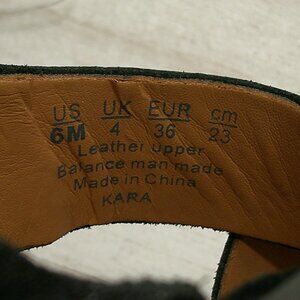 US UK EUR cm
6M 4 36 23
Leather upper
Balance man made
Made in China
KARA